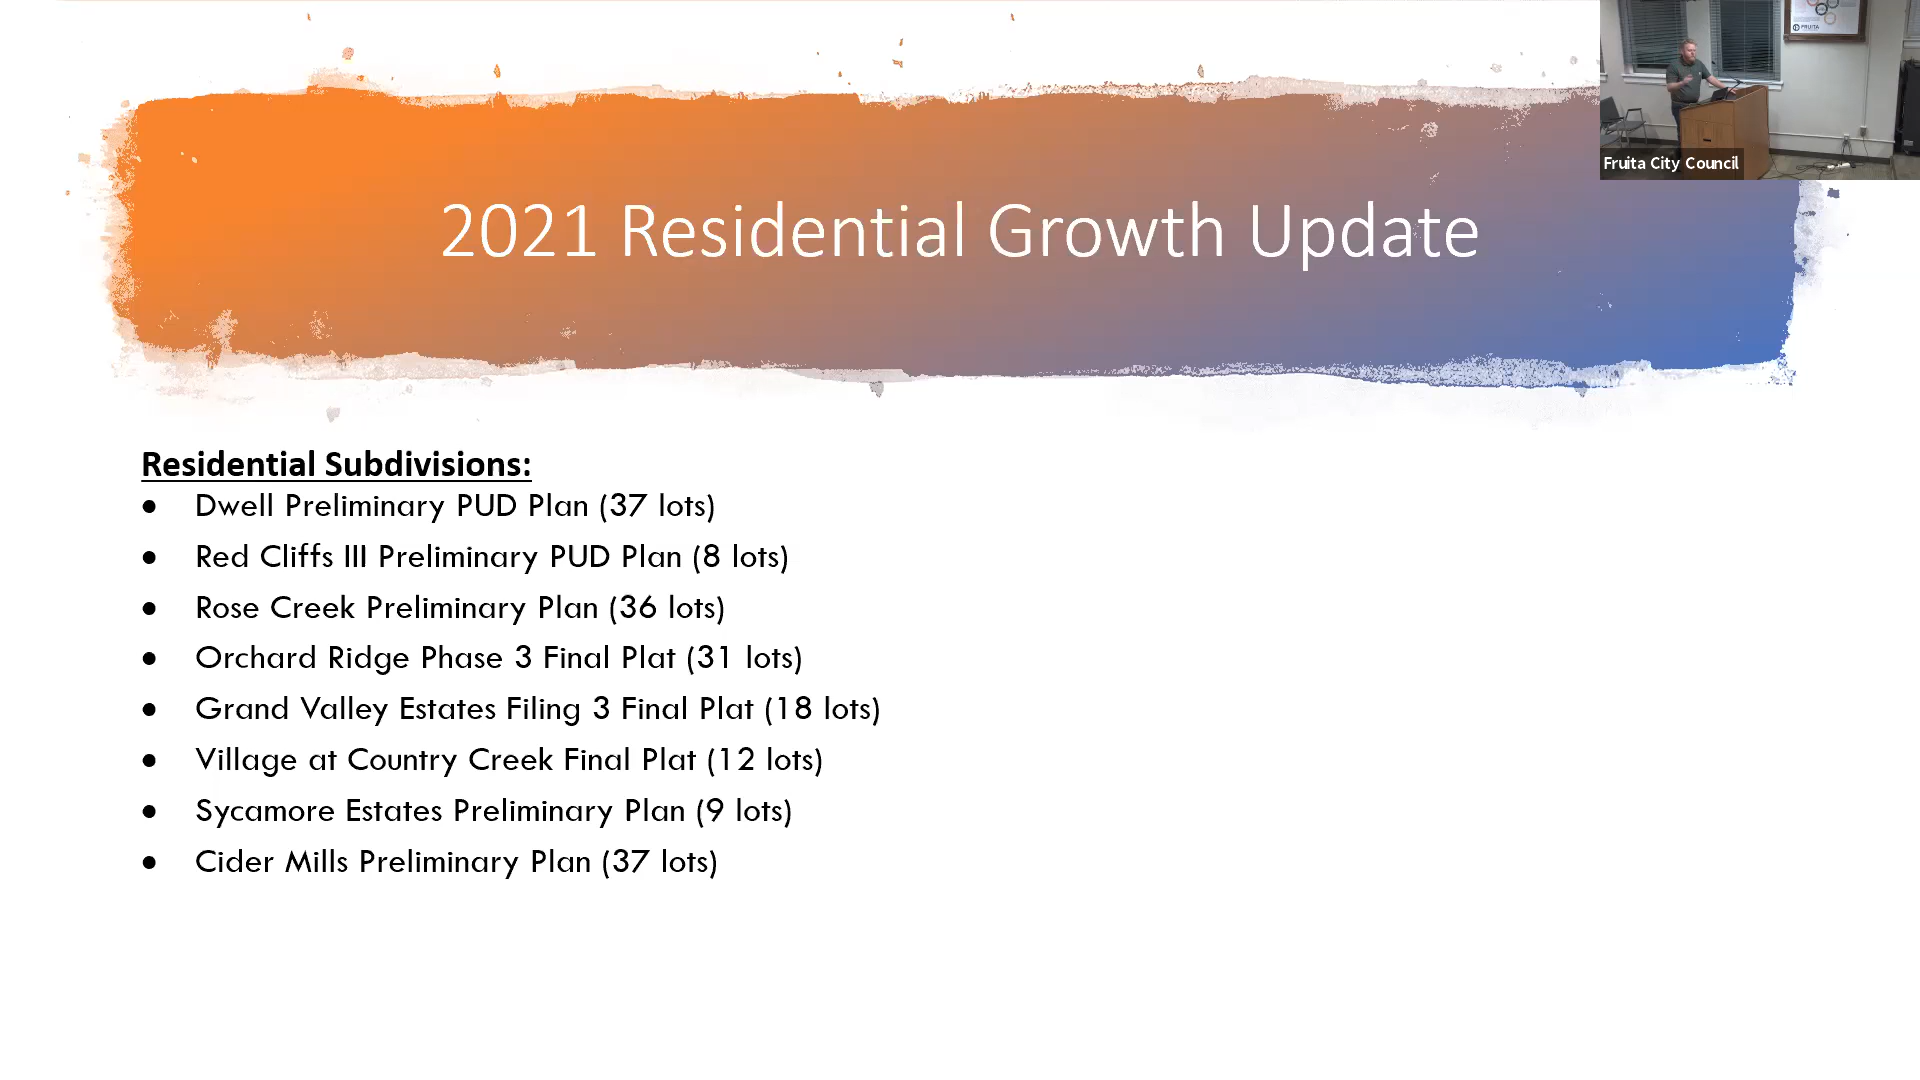 FRUITA
Fruita City Council
2021 Residential Growth Update
Residential Subdivisions:
• Dwell Preliminary PUD Plan (37 lots)
• Red Cliffs III Preliminary PUD Plan (8 lots)
• Rose Creek Preliminary Plan (36 lots)
• Orchard Ridge Phase 3 Final Plat (31 lots)
• Grand Valley Estates Filing 3 Final Plat (18 lots)
• Village at Country Creek Final Plat (12 lots)
• Sycamore Estates Preliminary Plan (9 lots)
• Cider Mills Preliminary Plan (37 lots)